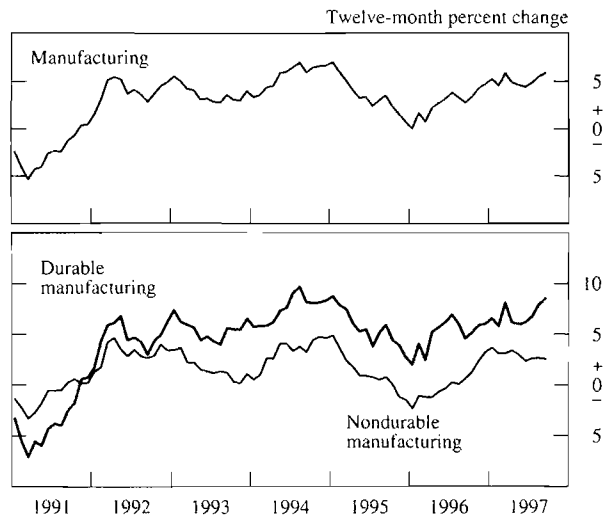 Twelve-month percent change
Manufacturing
5
+
0
–
5
Durable
manufacturing
10
5
+
0
–
5
Nondurable
manufacturing
1991 1992 1993 1994 1995 1996 1997